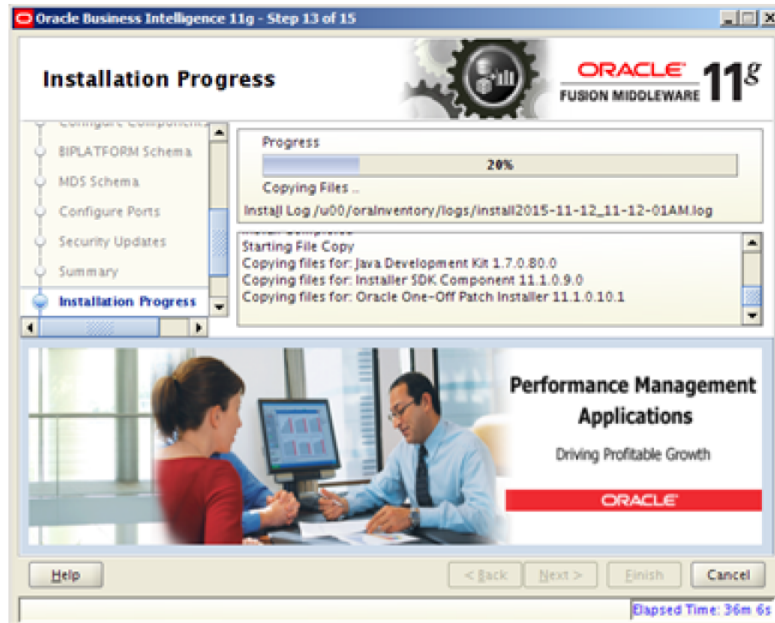 Oracle Business Intelligence 11g - Step 13 of 15
Installation Progress
ORACLE
FUSION MIDDLEWARE 11g
Configure Components
BIPLATFORM Schema
MDS Schema
Configure Ports
Security Updates
Summary
Installation Progress
Progress
20%
Copying Files ..
Install Log /u00/oraInventory/logs/install2015-11-12_11-12-01AM.log
Install Completed
Starting File Copy
Copying files for: Java Development Kit 1.7.0.80.0
Copying files for: Installer SDK Component 11.1.0.9.0
Copying files for: Oracle One-Off Patch Installer 11.1.0.10.1
Performance Management
Applications
Driving Profitable Growth
ORACLE
Help
< Back
Next >
Finish
Cancel
Elapsed Time: 36m 6s